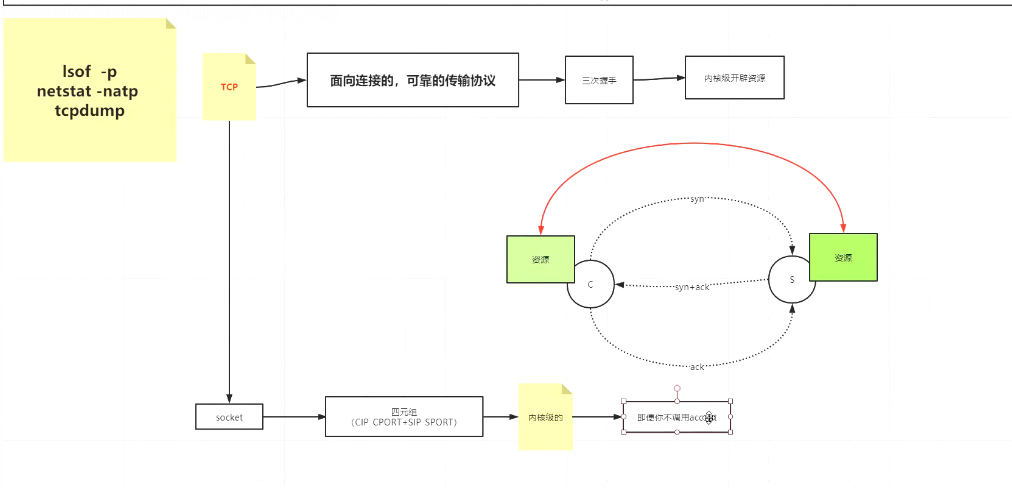 lsof -p
netstat -natp
tcpdump
TCP
面向连接的，可靠的传输协议
三次握手
内核级开辟资源
syn
资源
资源
C
S
syn+ack
ack
socket
四元组
（CIP CPORT+SIP SPORT）
内核级的
即便你不调用accept